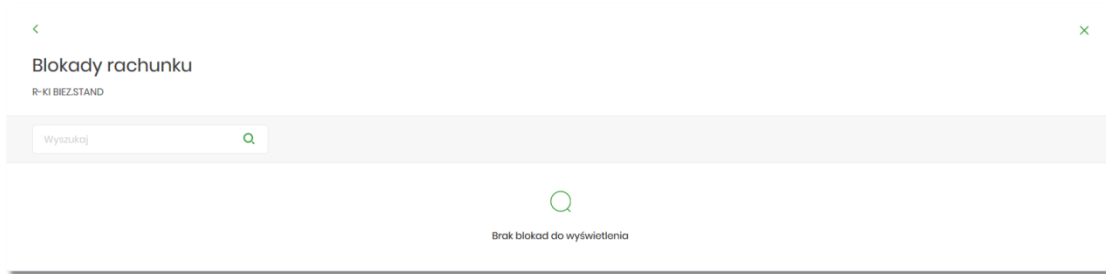 Blokady rachunku
R-KI BIEZ.STAND
Wyszukaj
Brak blokad do wyświetlenia